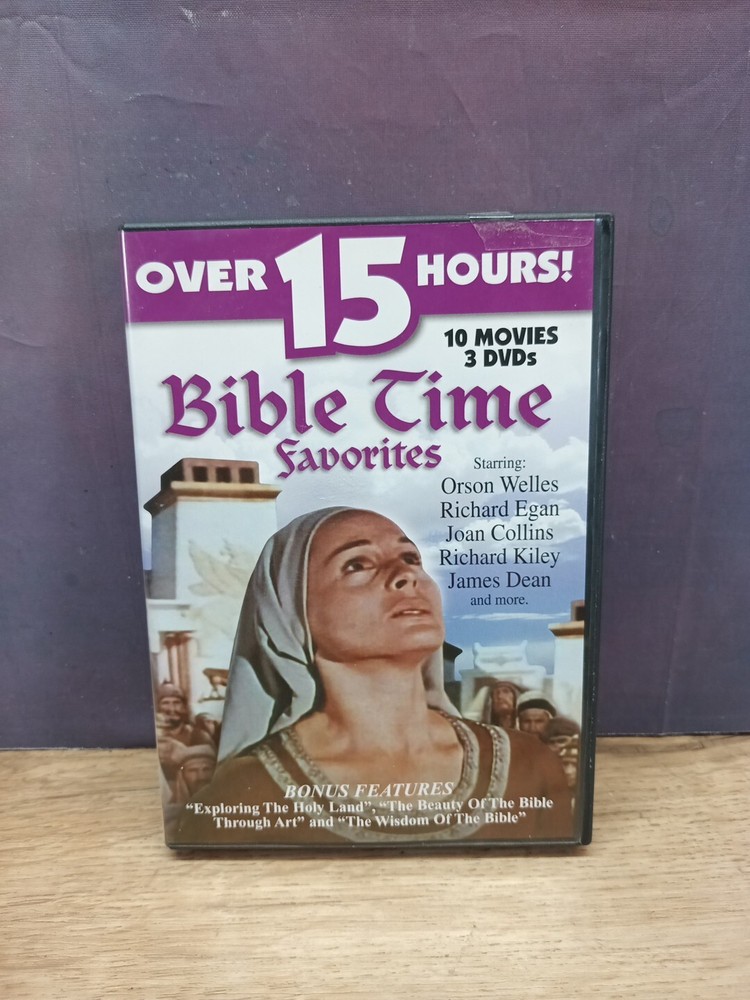 OVER 15 HOURS!
10 MOVIES
3 DVDs
Bible Time
Favorites
Starring:
Orson Welles
Richard Egan
Joan Collins
Richard Kiley
James Dean
and more.
BONUS FEATURES
“Exploring The Holy Land”, “The Beauty Of The Bible
Through Art” and “The Wisdom Of The Bible”